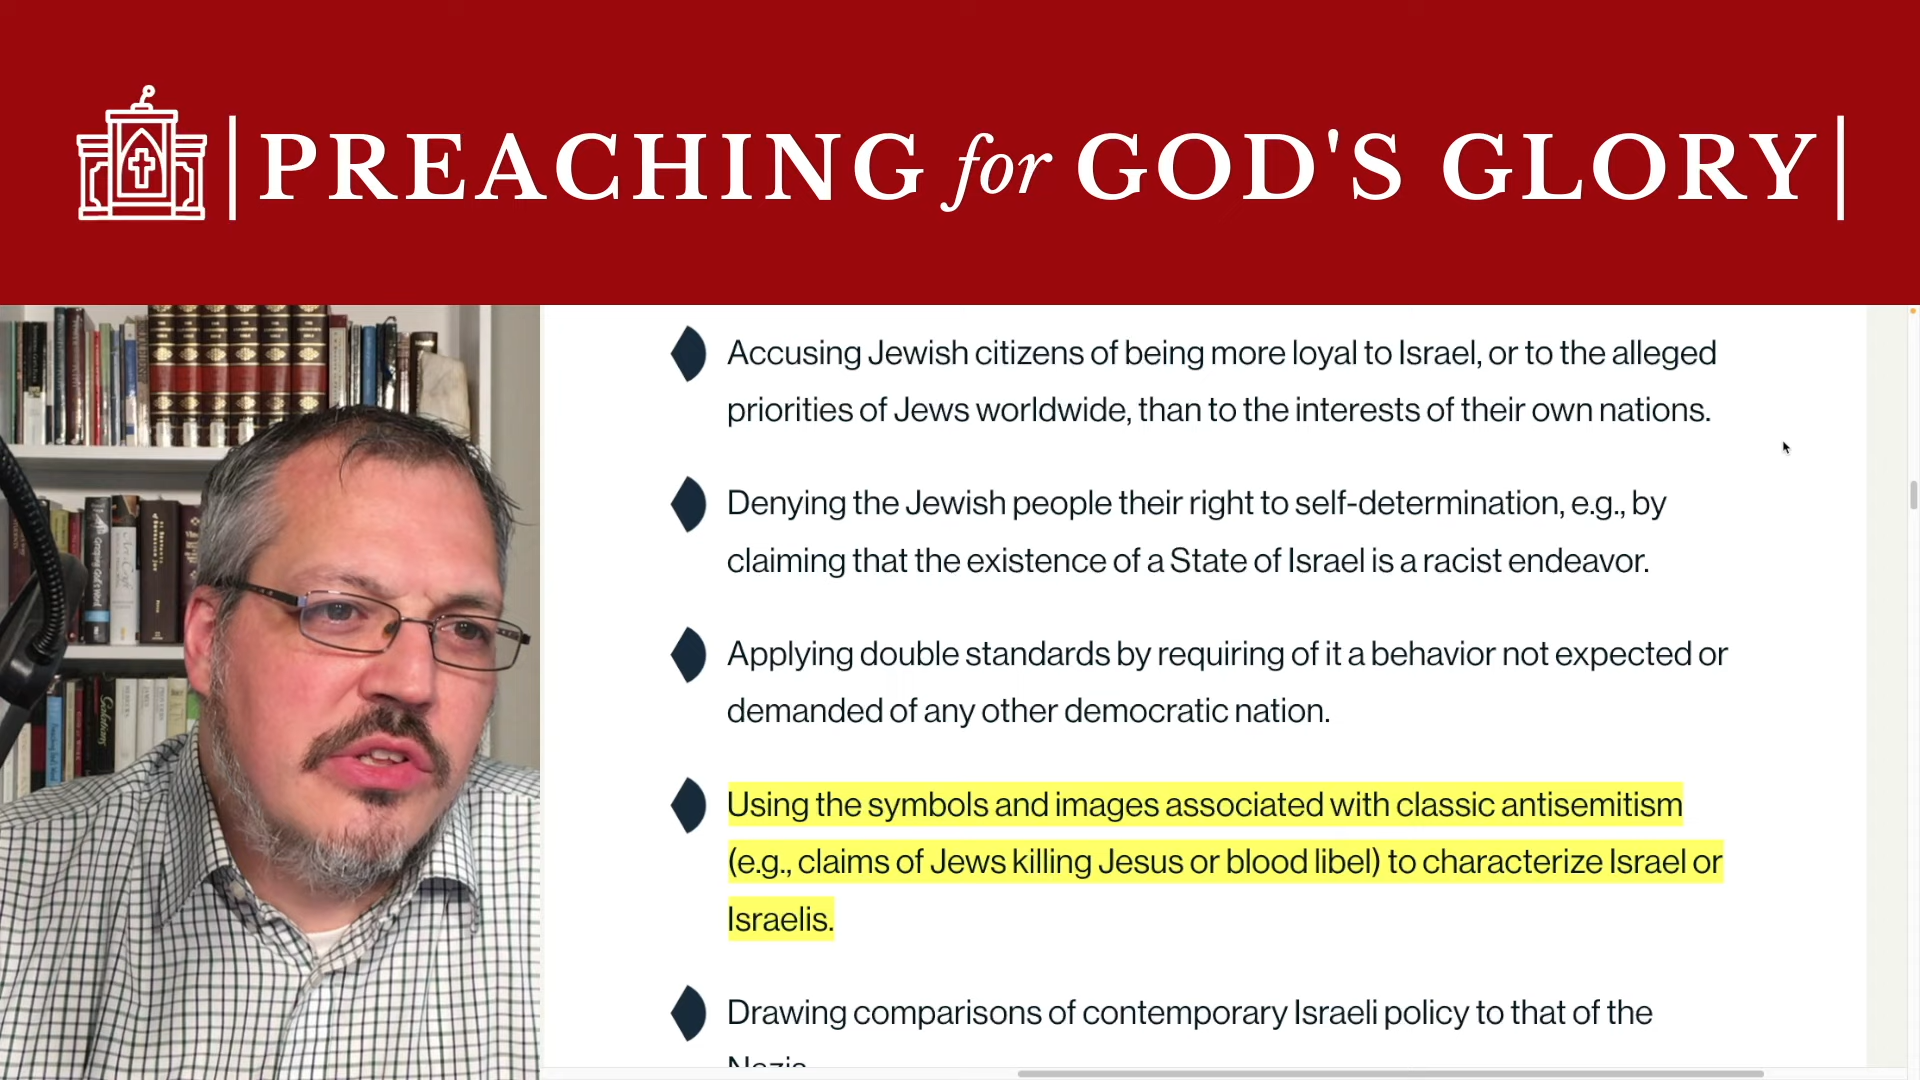 PREACHING for GOD'S GLORY
Accusing Jewish citizens of being more loyal to Israel, or to the alleged
priorities of Jews worldwide, than to the interests of their own nations.
Denying the Jewish people their right to self-determination, e.g., by
claiming that the existence of a State of Israel is a racist endeavor.
Applying double standards by requiring of it a behavior not expected or
demanded of any other democratic nation.
Using the symbols and images associated with classic antisemitism
(e.g., claims of Jews killing Jesus or blood libel) to characterize Israel or
Israelis.
Drawing comparisons of contemporary Israeli policy to that of the
Nazis
Grasping God's Word
Galatians